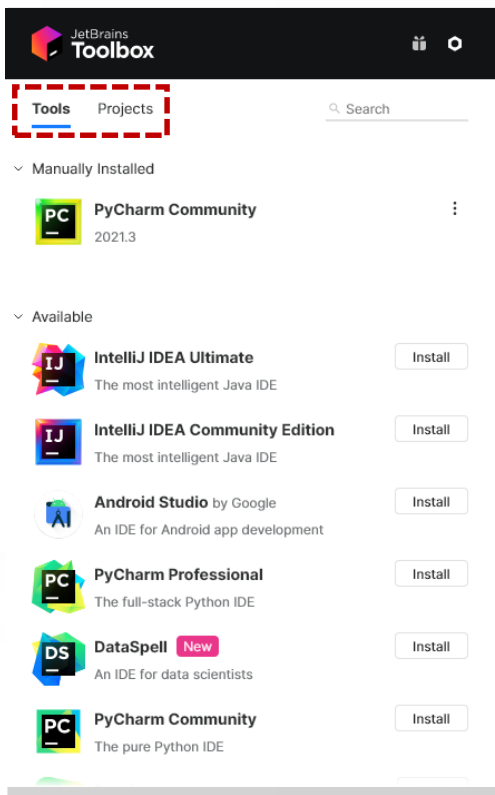 JetBrains
Toolbox
Tools Projects Search
Manually Installed
PC PyCharm Community
2021.3
Available
IJ IntelliJ IDEA Ultimate Install
The most intelligent Java IDE
IJ IntelliJ IDEA Community Edition Install
The most intelligent Java IDE
Android Studio by Google Install
An IDE for Android app development
PC PyCharm Professional Install
The full-stack Python IDE
DS DataSpell New Install
An IDE for data scientists
PC PyCharm Community Install
The pure Python IDE